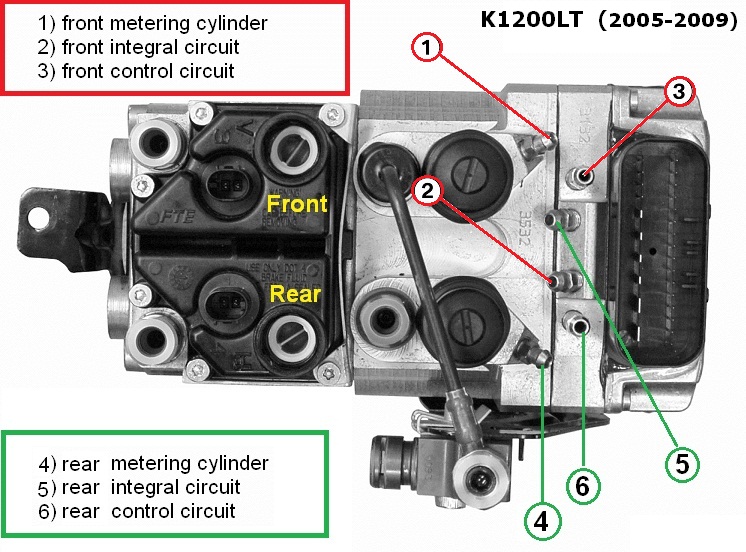 1) front metering cylinder
2) front integral circuit
3) front control circuit
K1200LT (2005-2009)
1
3
2
FTE
Front
Rear
3532
4) rear metering cylinder
5) rear integral circuit
6) rear control circuit
4
6
5